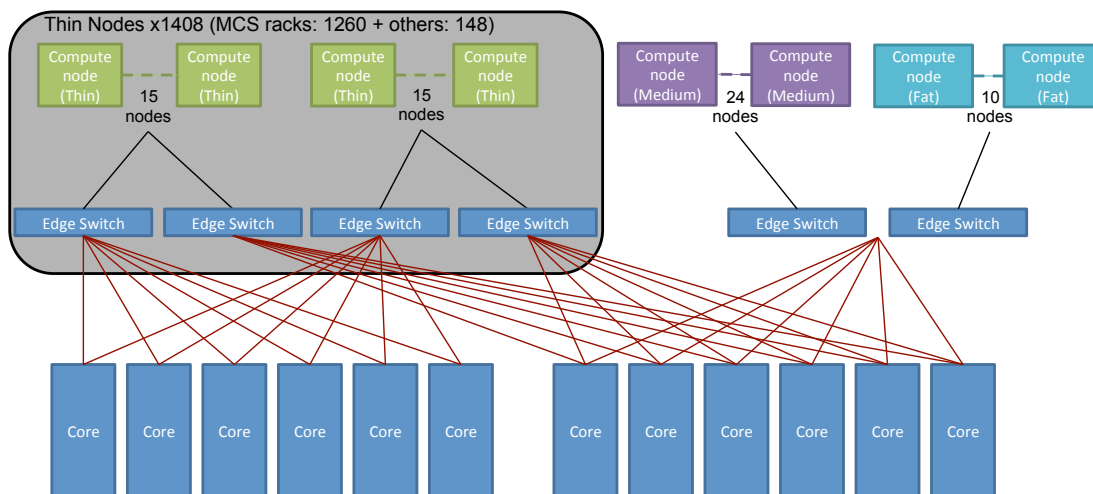 Thin Nodes x1408 (MCS racks: 1260 + others: 148)
Compute
node
(Thin)
Compute
node
(Thin)
15
nodes
Compute
node
(Thin)
Compute
node
(Thin)
15
nodes
Compute
node
(Medium)
Compute
node
(Medium)
24
nodes
Compute
node
(Fat)
Compute
node
(Fat)
10
nodes
Edge Switch
Edge Switch
Edge Switch
Edge Switch
Edge Switch
Edge Switch
Core
Core
Core
Core
Core
Core
Core
Core
Core
Core
Core
Core